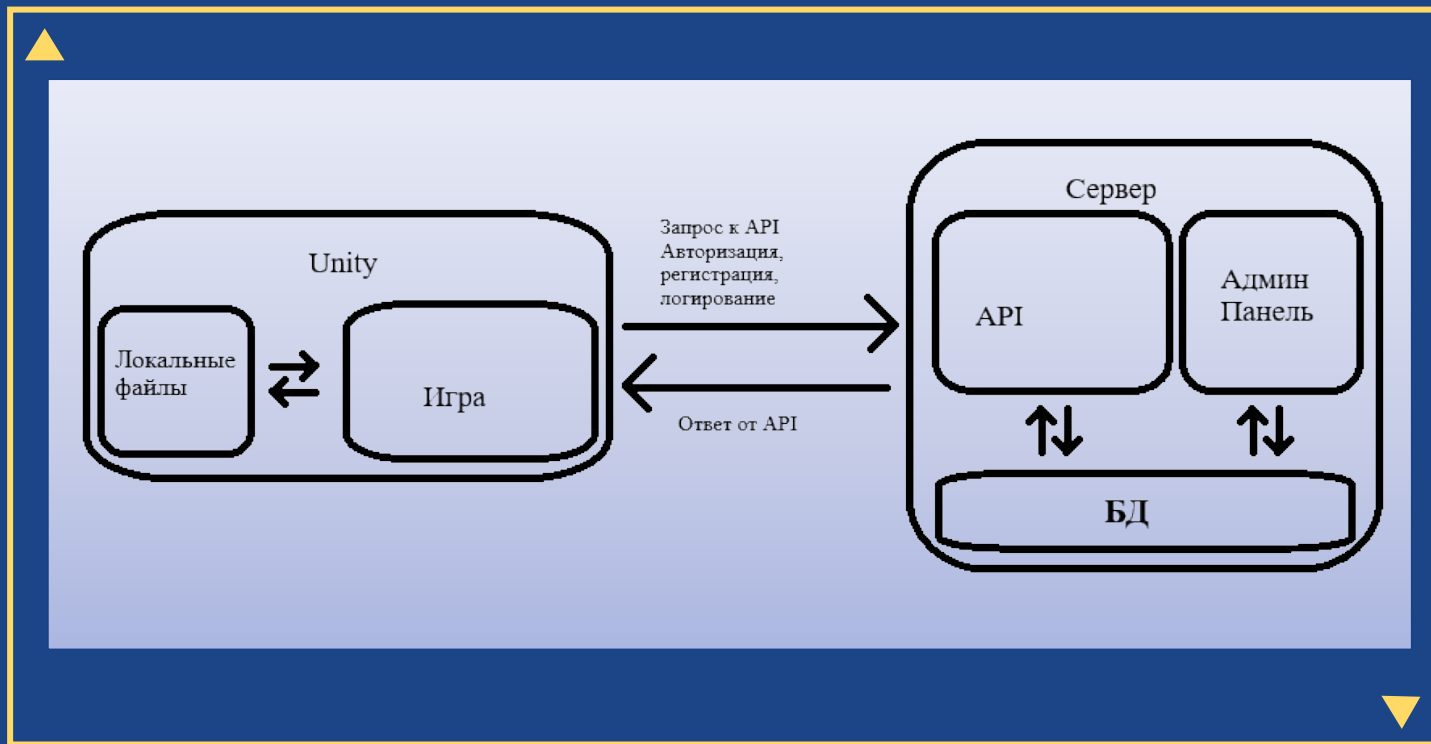 Unity
Локальные
файлы
Игра
Запрос к API
Авторизация,
регистрация,
логирование
Ответ от API
Сервер
API
Админ
Панель
БД